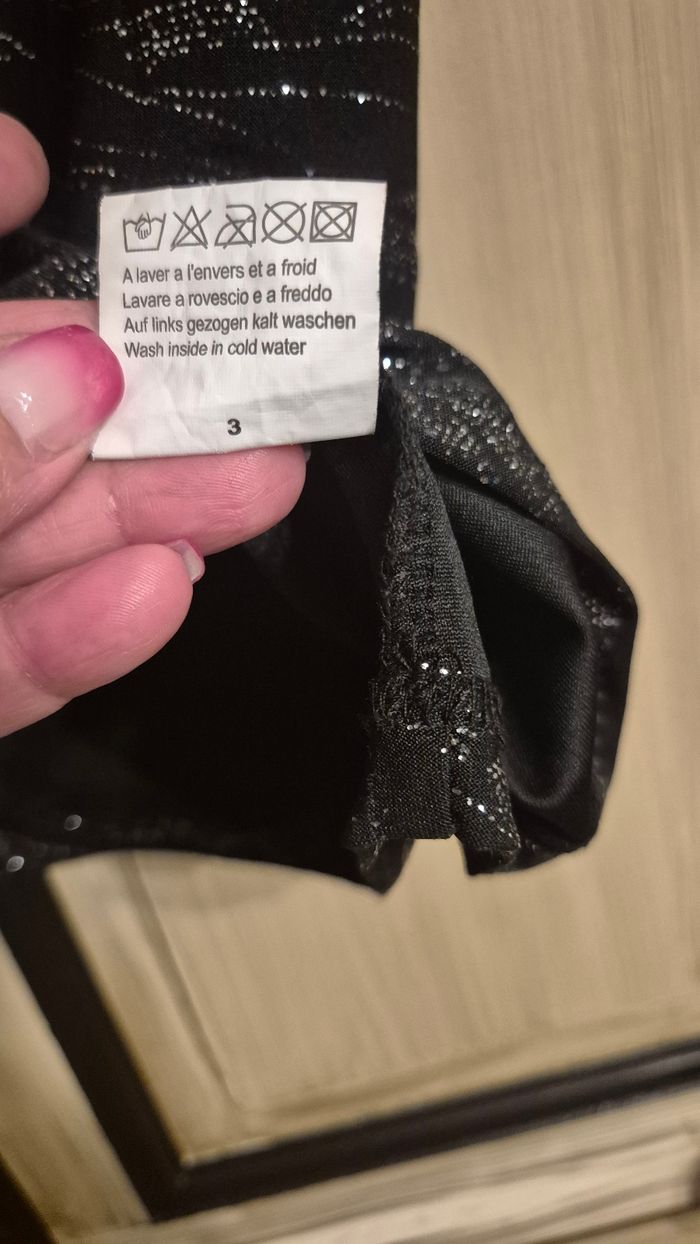 A laver a l'envers et a froid
Lavare a rovescio e a freddo
Auf links gezogen kalt waschen
Wash inside in cold water
3